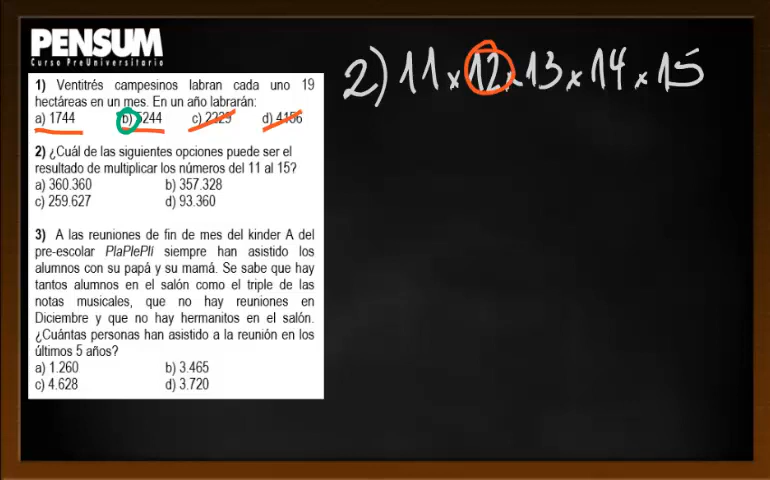 PENSUM
Curso PreUniversitario
2) 11 x 12 x 13 x 14 x 15
1) Ventitrés campesinos labran cada uno 19
hectáreas en un mes. En un año labrarán:
a) 1744 b) 5244 c) 2225 d) 4156
2) ¿Cuál de las siguientes opciones puede ser el
resultado de multiplicar los números del 11 al 15?
a) 360.360 b) 357.328
c) 259.627 d) 93.360
3) A las reuniones de fin de mes del kinder A del
pre-escolar PlaPlePli siempre han asistido los
alumnos con su papá y su mamá. Se sabe que hay
tantos alumnos en el salón como el triple de las
notas musicales, que no hay reuniones en
Diciembre y que no hay hermanitos en el salón.
¿Cuántas personas han asistido a la reunión en los
últimos 5 años?
a) 1.260 b) 3.465
c) 4.628 d) 3.720